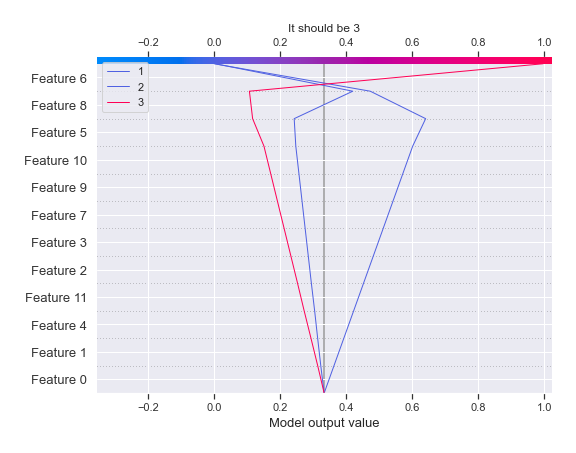 It should be 3
−0.2 0.0 0.2 0.4 0.6 0.8 1.0
1
2
3
Feature 6
Feature 8
Feature 5
Feature 10
Feature 9
Feature 7
Feature 3
Feature 2
Feature 11
Feature 4
Feature 1
Feature 0
−0.2 0.0 0.2 0.4 0.6 0.8 1.0
Model output value